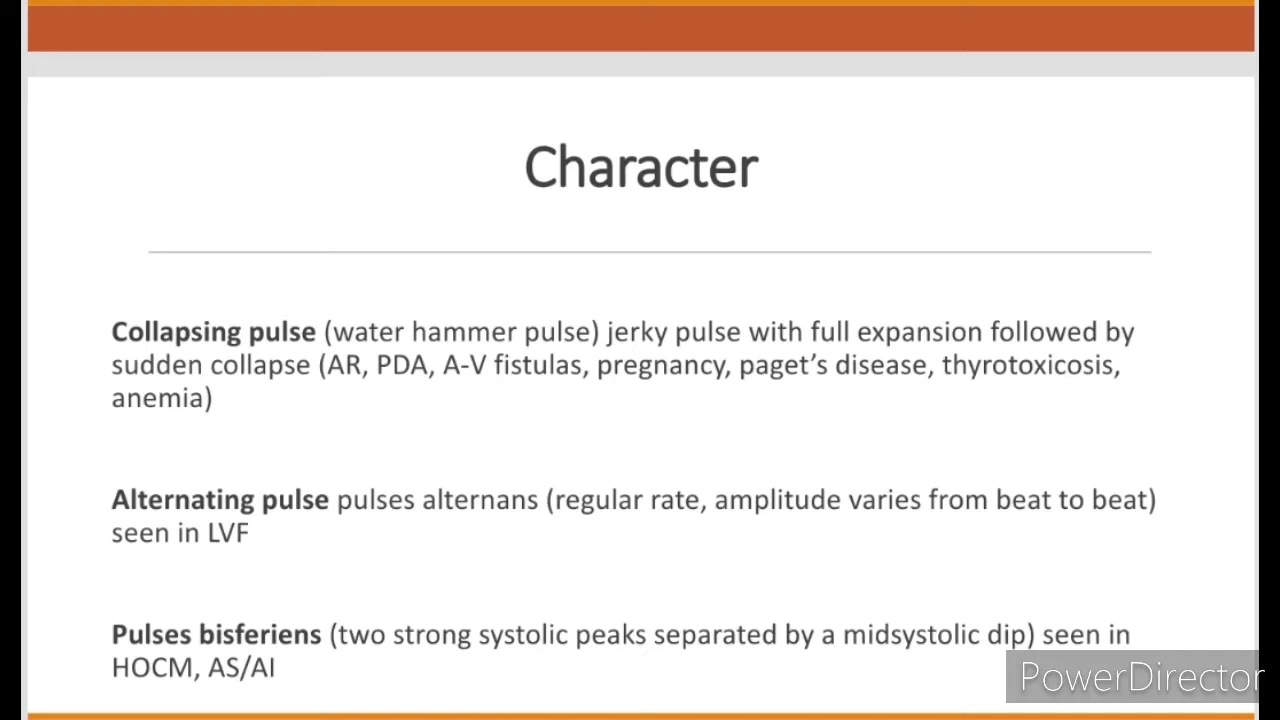 Character
Collapsing pulse (water hammer pulse) jerky pulse with full expansion followed by
sudden collapse (AR, PDA, A-V fistulas, pregnancy, paget’s disease, thyrotoxicosis,
anemia)
Alternating pulse pulses alternans (regular rate, amplitude varies from beat to beat)
seen in LVF
Pulses bisferiens (two strong systolic peaks separated by a midsystolic dip) seen in
HOCM, AS/AI
PowerDirector